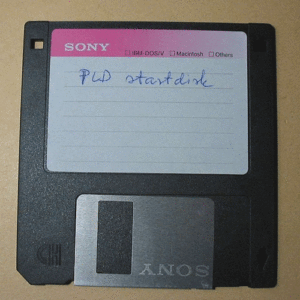 SONY
□ IBM·DOS/V □ Macintosh □ Others
PLD startdisk
SONY